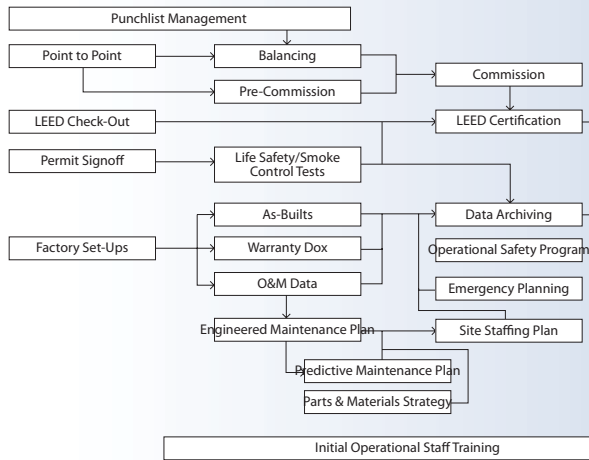 Punchlist Management
Point to Point
Balancing
Commission
Pre-Commission
LEED Check-Out
LEED Certification
Permit Signoff
Life Safety/Smoke
Control Tests
As-Builts
Data Archiving
Factory Set-Ups
Warranty Dox
Operational Safety Program
O&M Data
Emergency Planning
Engineered Maintenance Plan
Site Staffing Plan
Predictive Maintenance Plan
Parts & Materials Strategy
Initial Operational Staff Training